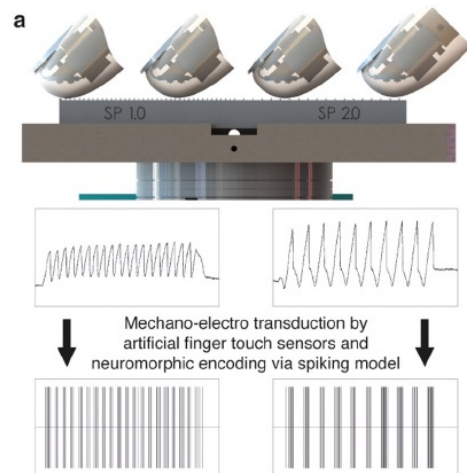 a
SP 1.0
SP 2.0
Mechano-electro transduction by
artificial finger touch sensors and
neuromorphic encoding via spiking model